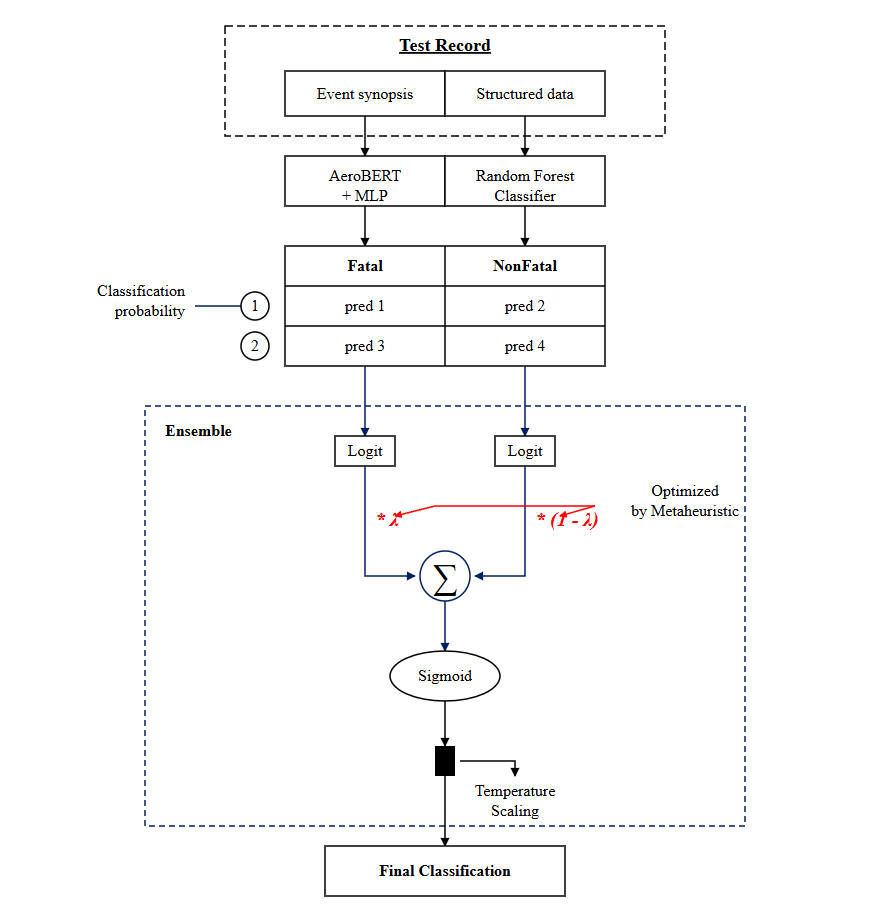 Test Record
Event synopsis
Structured data
AeroBERT
+ MLP
Random Forest
Classifier
Fatal
NonFatal
Classification
probability
1
pred 1
pred 2
2
pred 3
pred 4
Ensemble
Logit
Logit
Optimized
by Metaheuristic
* λ
* (1 - λ)
∑
Sigmoid
Temperature
Scaling
Final Classification